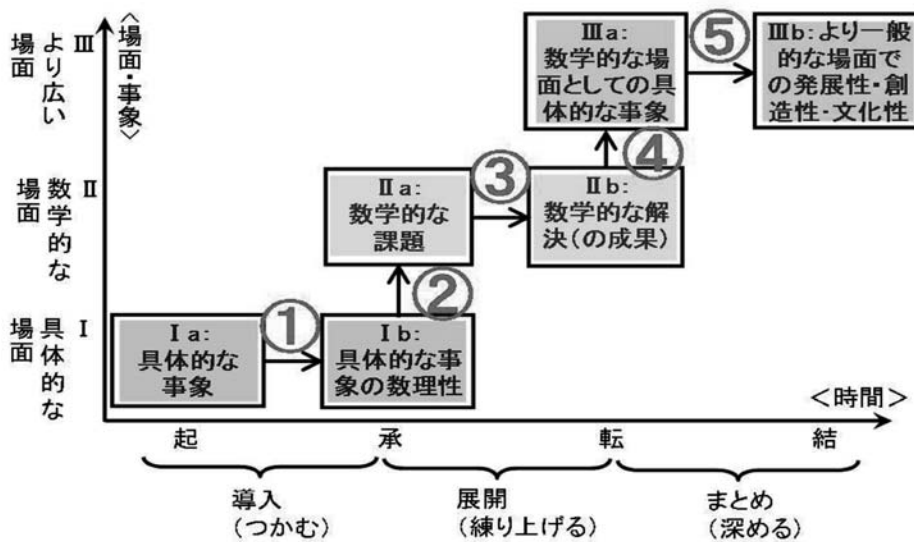 〈場面・事象〉
Ⅲ
より広い
場面
Ⅲa:
数学的な場
面としての具
体的な事象
⑤
Ⅲb:より一般
的な場面で
の発展性・創
造性・文化性
④
Ⅱ
数学的な
場面
Ⅱa:
数学的な
課題
③
Ⅱb:
数学的な解
決(の成果)
②
Ⅰ
具体的な
場面
Ⅰa:
具体的な
事象
①
Ⅰb:
具体的な事
象の数理性
<時間>
起 承 転 結
導入 展開 まとめ
(つかむ) (練り上げる) (深める)